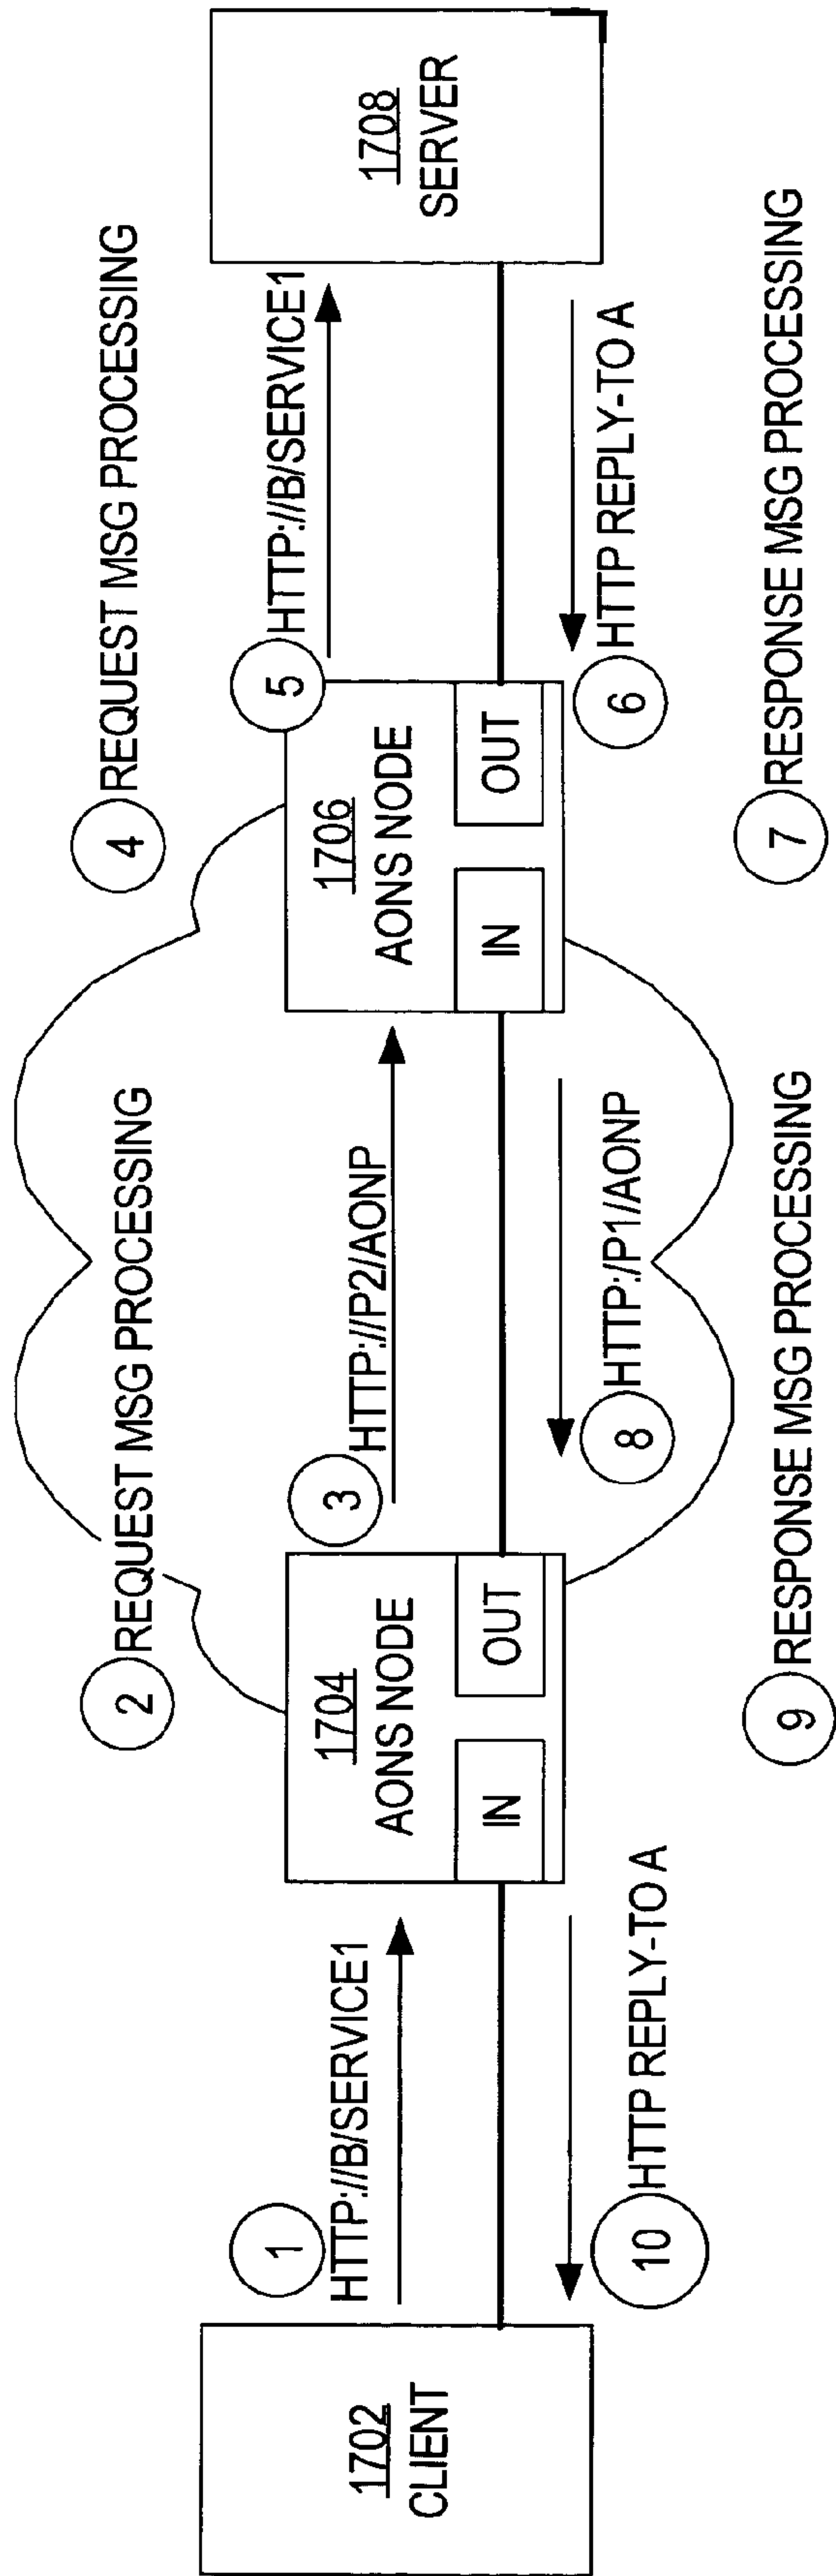 1702
CLIENT
1
HTTP://B/SERVICE1
10
HTTP REPLY-TO A
2
REQUEST MSG PROCESSING
1704
AONS NODE
IN
OUT
9
RESPONSE MSG PROCESSING
3
HTTP://P2/AONP
8
HTTP:/P1/AONP
4
REQUEST MSG PROCESSING
1706
AONS NODE
IN
OUT
7
RESPONSE MSG PROCESSING
5
HTTP://B/SERVICE1
6
HTTP REPLY-TO A
1708
SERVER